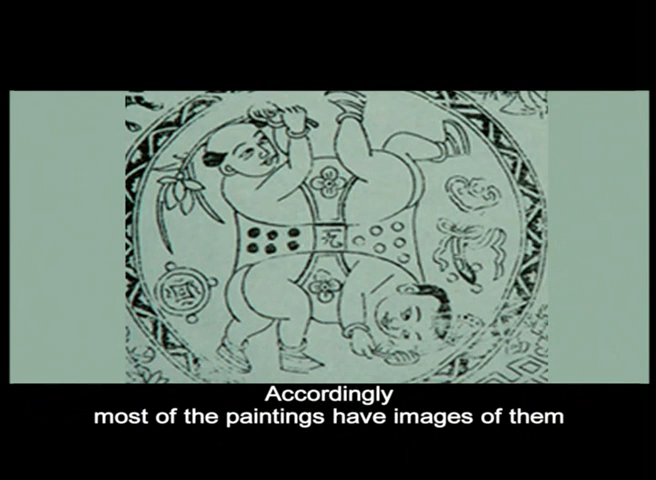 Accordingly
most of the paintings have images of them